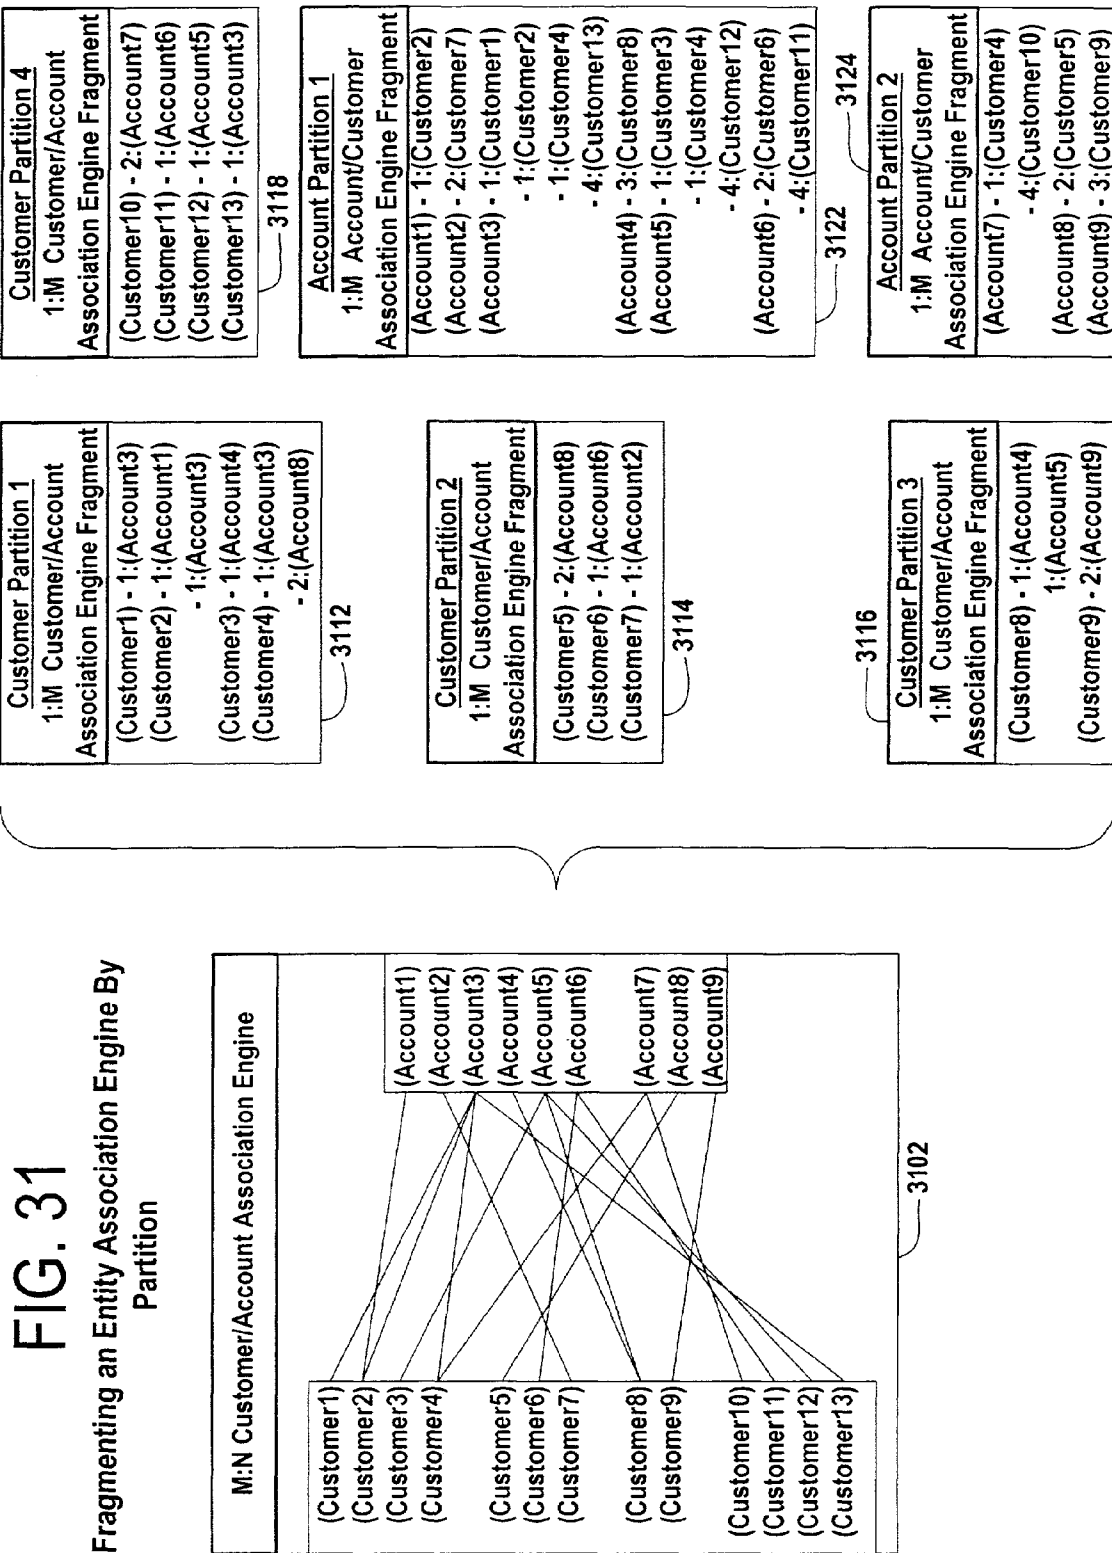 FIG. 31
Fragmenting an Entity Association Engine By
Partition
M:N Customer/Account Association Engine
(Customer1)
(Customer2)
(Customer3)
(Customer4)
(Customer5)
(Customer6)
(Customer7)
(Customer8)
(Customer9)
(Customer10)
(Customer11)
(Customer12)
(Customer13)
(Account1)
(Account2)
(Account3)
(Account4)
(Account5)
(Account6)
(Account7)
(Account8)
(Account9)
3102
Customer Partition 1
1:M Customer/Account
Association Engine Fragment
(Customer1) - 1:(Account3)
(Customer2) - 1:(Account1)
- 1:(Account3)
(Customer3) - 1:(Account4)
(Customer4) - 1:(Account3)
- 2:(Account8)
3112
Customer Partition 2
1:M Customer/Account
Association Engine Fragment
(Customer5) - 2:(Account8)
(Customer6) - 1:(Account6)
(Customer7) - 1:(Account2)
3114
3116
Customer Partition 3
1:M Customer/Account
Association Engine Fragment
(Customer8) - 1:(Account4)
1:(Account5)
(Customer9) - 2:(Account9)
Customer Partition 4
1:M Customer/Account
Association Engine Fragment
(Customer10) - 2:(Account7)
(Customer11) - 1:(Account6)
(Customer12) - 1:(Account5)
(Customer13) - 1:(Account3)
3118
Account Partition 1
1:M Account/Customer
Association Engine Fragment
(Account1) - 1:(Customer2)
(Account2) - 2:(Customer7)
(Account3) - 1:(Customer1)
- 1:(Customer2)
- 1:(Customer4)
- 4:(Customer13)
(Account4) - 3:(Customer8)
(Account5) - 1:(Customer3)
- 1:(Customer4)
- 4:(Customer12)
(Account6) - 2:(Customer6)
- 4:(Customer11)
3122
3124
Account Partition 2
1:M Account/Customer
Association Engine Fragment
(Account7) - 1:(Customer4)
- 4:(Customer10)
(Account8) - 2:(Customer5)
(Account9) - 3:(Customer9)